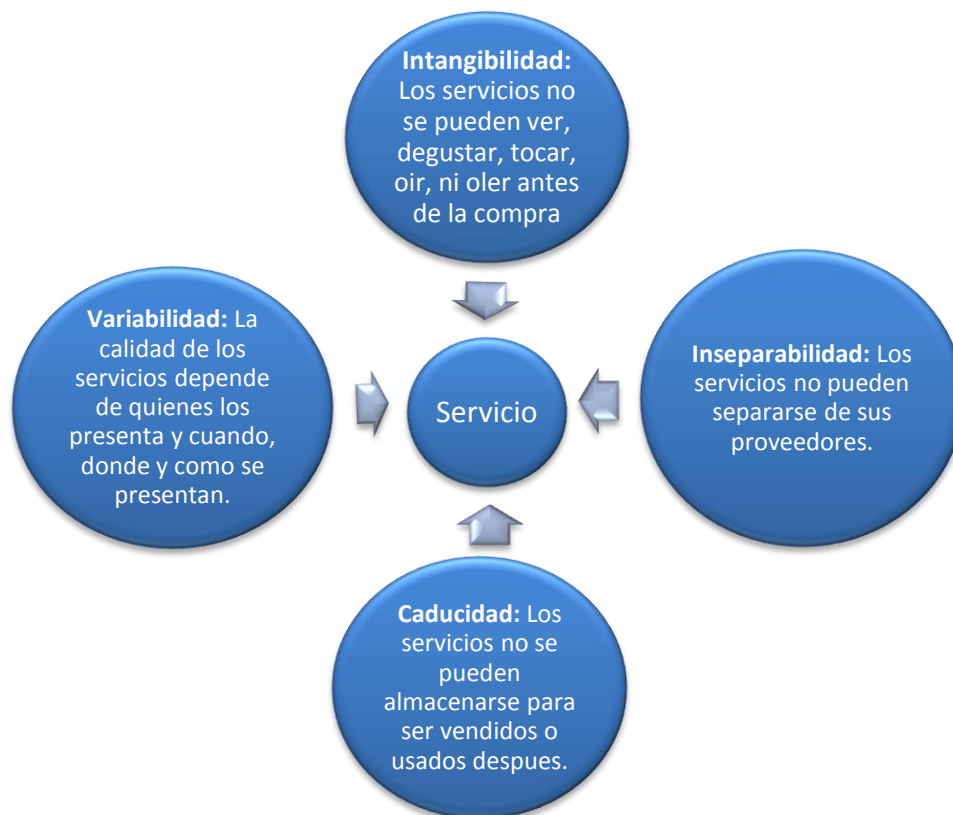 Intangibilidad:
Los servicios no
se pueden ver,
degustar, tocar,
oir, ni oler antes
de la compra
Variabilidad: La
calidad de los
servicios depende
de quienes los
presenta y cuando,
donde y como se
presentan.
Servicio
Inseparabilidad: Los
servicios no pueden
separarse de sus
proveedores.
Caducidad: Los
servicios no se
pueden
almacenarse para
ser vendidos o
usados despues.